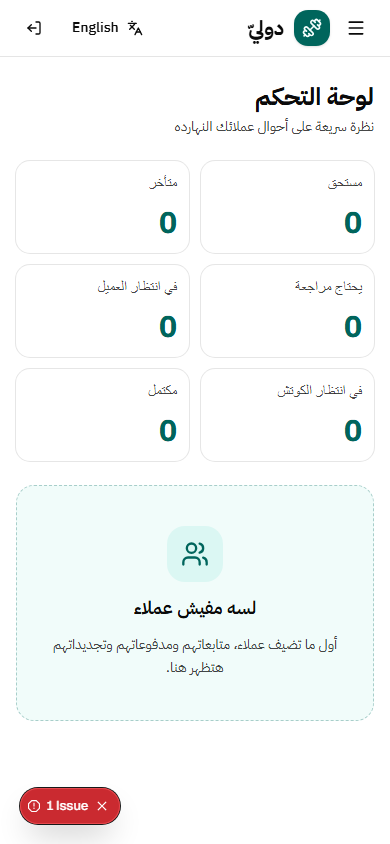 دوليّ
English
لوحة التحكم
نظرة سريعة على أحوال عملائك النهارده
مستحق
0
متأخر
0
يحتاج مراجعة
0
في انتظار العميل
0
في انتظار الكوتش
0
مكتمل
0
لسه مفيش عملاء
أول ما تضيف عملاء، متابعاتهم ومدفوعاتهم وتجديداتهم
هتظهر هنا.
1 Issue